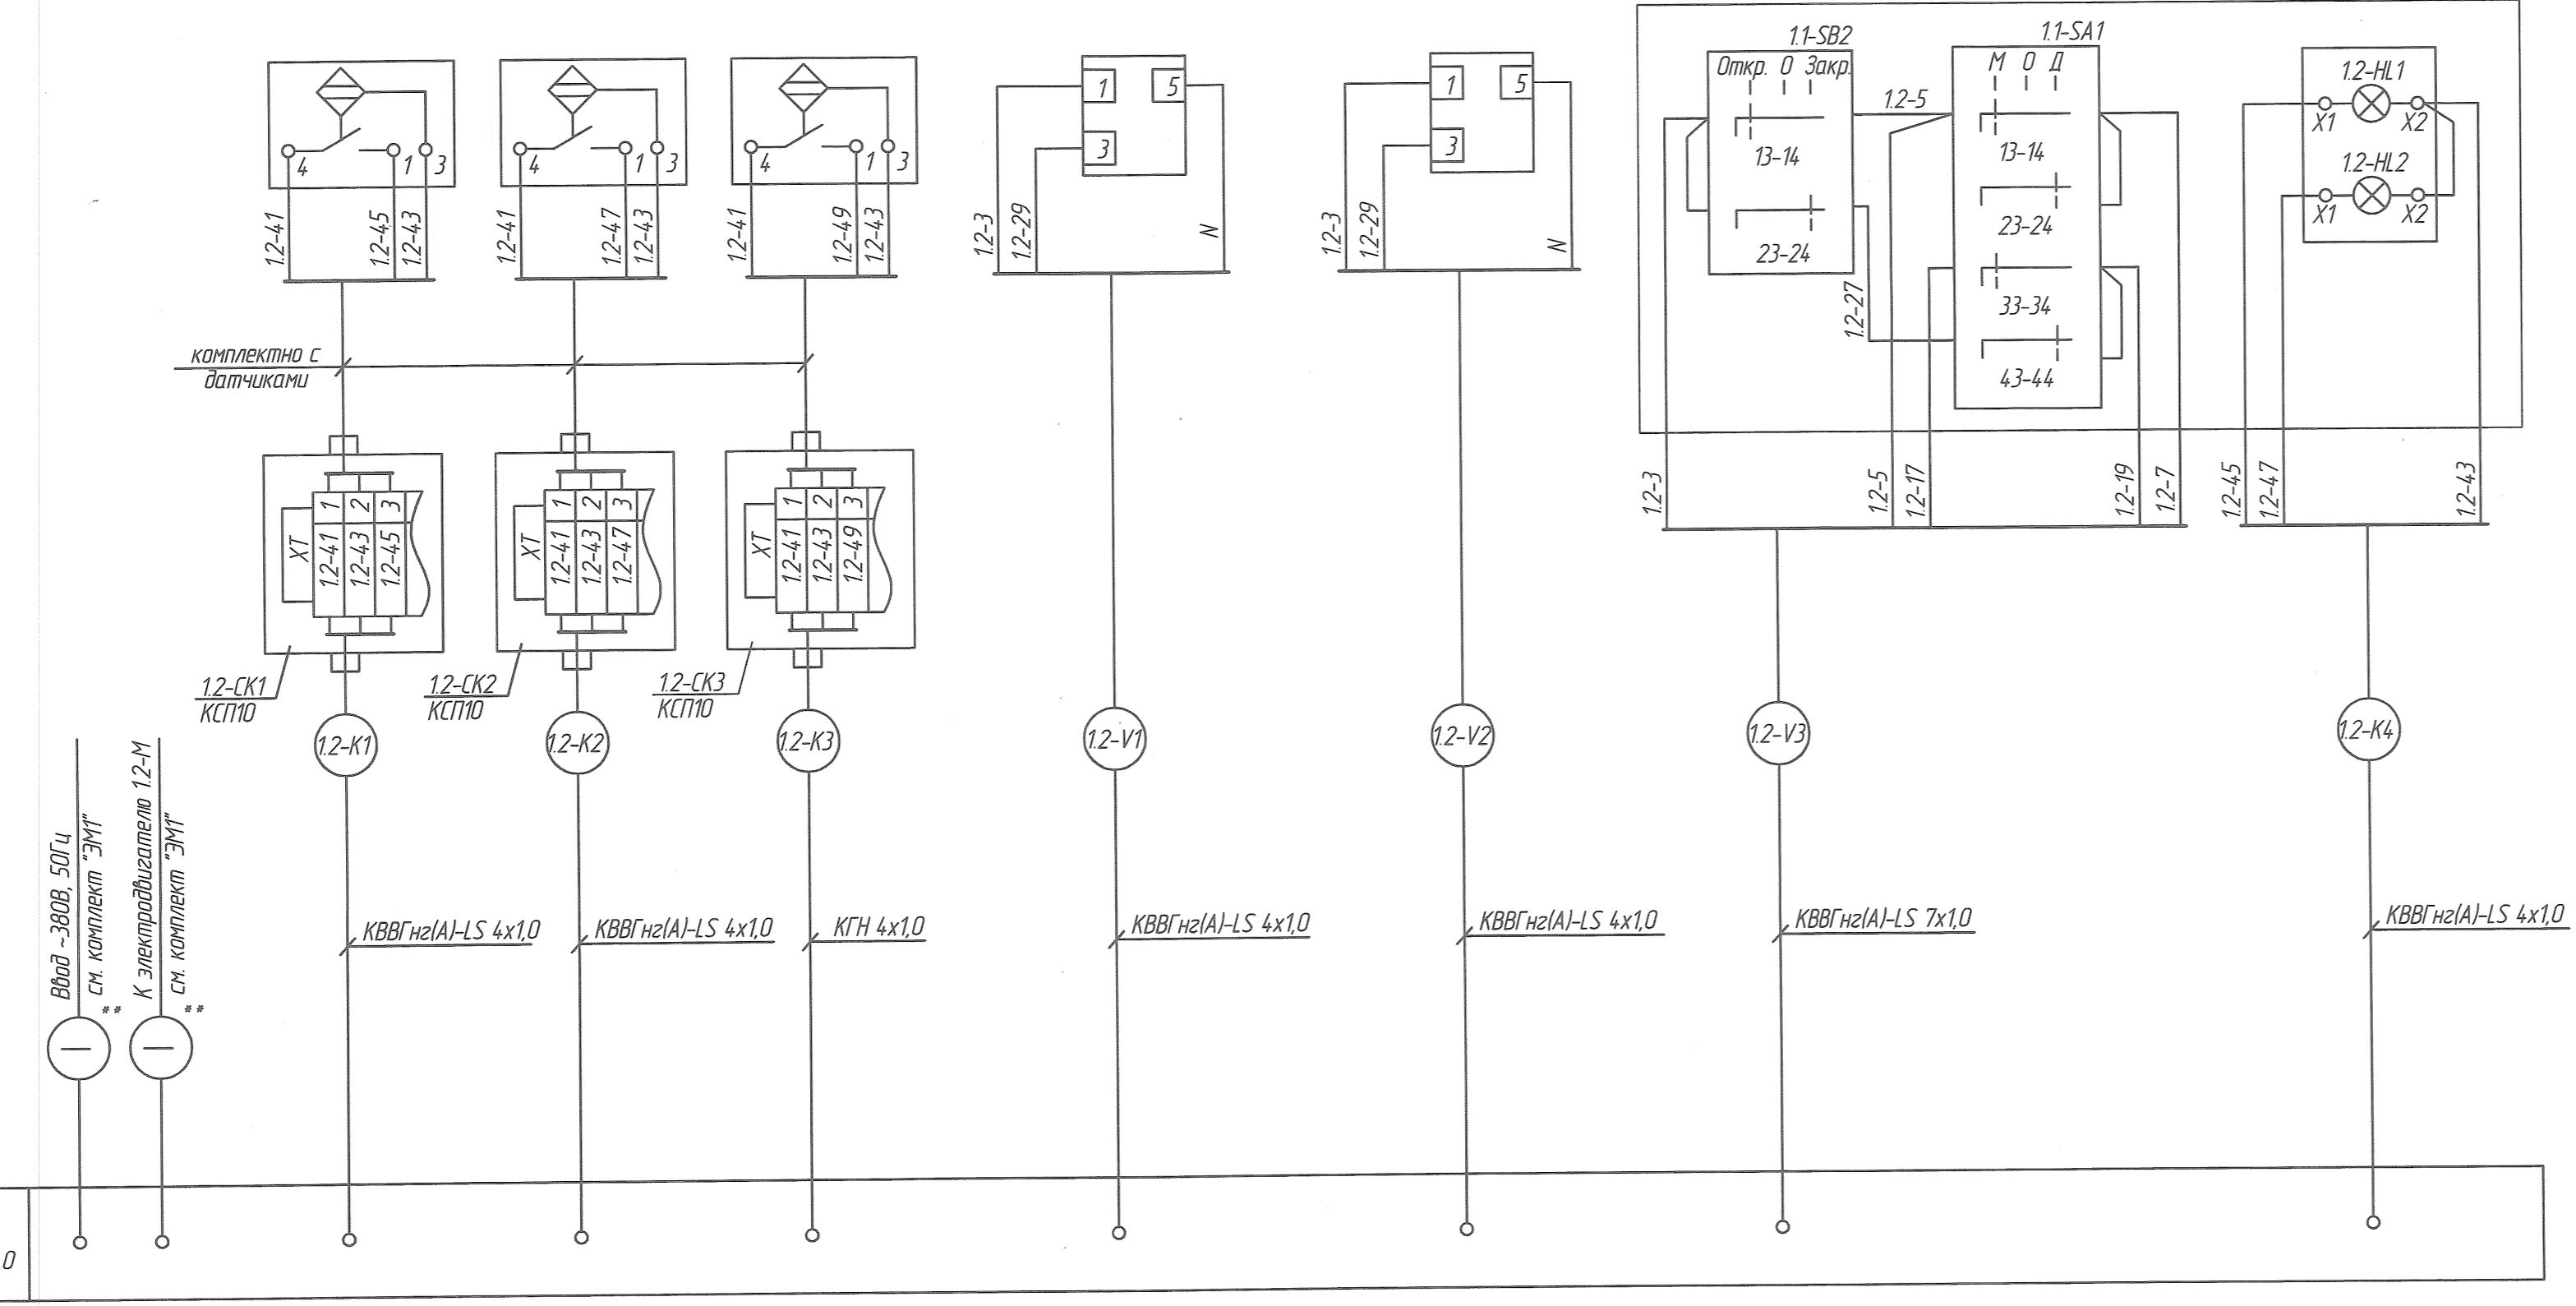 4
1
3
1.2-41
1.2-45
1.2-43
4
1
3
1.2-41
1.2-47
1.2-43
4
1
3
1.2-41
1.2-49
1.2-43
1
5
3
1.2-3
1.2-29
N
1
5
3
1.2-3
1.2-29
N
1.1-SB2
Откр. О Закр.
13-14
23-24
1.2-5
1.2-27
1.1-SA1
М О Д
13-14
23-24
33-34
43-44
1.2-HL1
X1
X2
1.2-HL2
X1
X2
1.2-3
1.2-5
1.2-17
1.2-19
1.2-7
1.2-45
1.2-47
1.2-43
комплектно с
датчиками
XT
1
2
3
1.2-41
1.2-43
1.2-45
1.2-СК1
КСП10
XT
1
2
3
1.2-41
1.2-43
1.2-47
1.2-СК2
КСП10
XT
1
2
3
1.2-41
1.2-43
1.2-49
1.2-СК3
КСП10
1.2-К1
1.2-К2
1.2-К3
1.2-V1
1.2-V2
1.2-V3
1.2-К4
Ввод ~380В, 50Гц
см. комплект "ЭМ1"
**
К электродвигателю 1.2-М
см. комплект "ЭМ1"
**
КВВГнг(А)-LS 4х1,0
КВВГнг(А)-LS 4х1,0
КГН 4х1,0
КВВГнг(А)-LS 4х1,0
КВВГнг(А)-LS 4х1,0
КВВГнг(А)-LS 7х1,0
КВВГнг(А)-LS 4х1,0
0